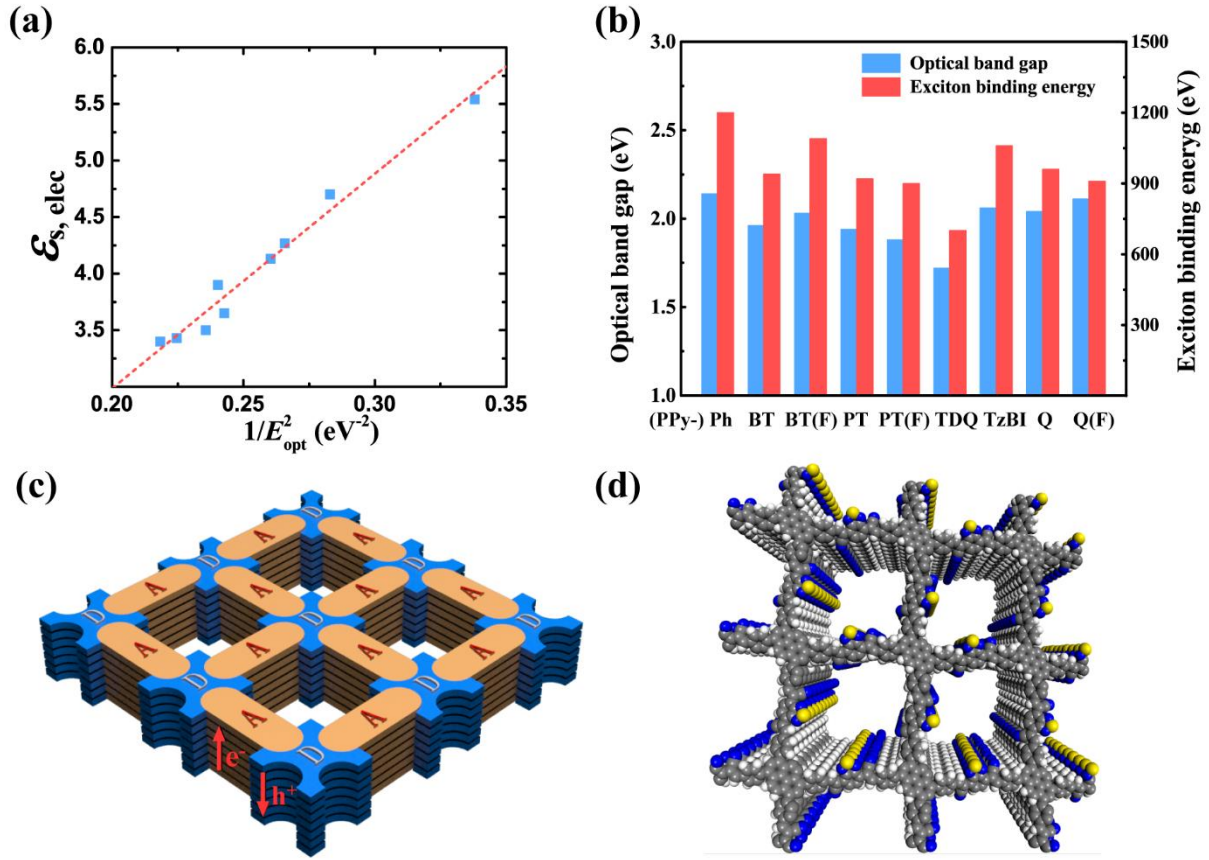 (a)
6.0
5.5
5.0
4.5
4.0
3.5
ℰs, elec
0.20 0.25 0.30 0.35
1/E²opt (eV⁻²)
(b)
3.0
2.5
2.0
1.5
1.0
Optical band gap (eV)
Optical band gap
Exciton binding energy
1500
1200
900
600
300
Exciton binding eneryg (eV)
(PPy-) Ph BT BT(F) PT PT(F) TDQ TzBI Q Q(F)
(c)
D
A A
D D
A A A A
D D D
A A A A
D D
A A
D
e⁻
h⁺
(d)